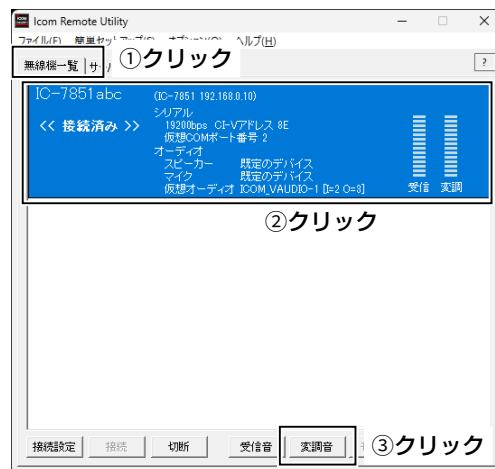 Icom Remote Utility
ヘルプ(H)
①クリック
無線機一覧
?
IC-7851abc (IC-7851 192.168.0.10)
<< 接続済み >>
シリアル
19200bps CI-Vアドレス 8E
仮想COMポート番号 2
オーディオ
スピーカー 既定のデバイス
マイク 既定のデバイス
仮想オーディオ ICOM_VAUDIO-1 [I=2 O=3]
受信 変調
②クリック
接続設定 接続 切断 受信音 変調音
③クリック